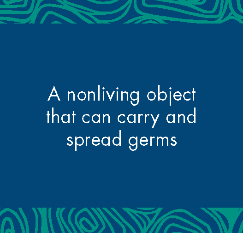 A nonliving object
that can carry and
spread germs